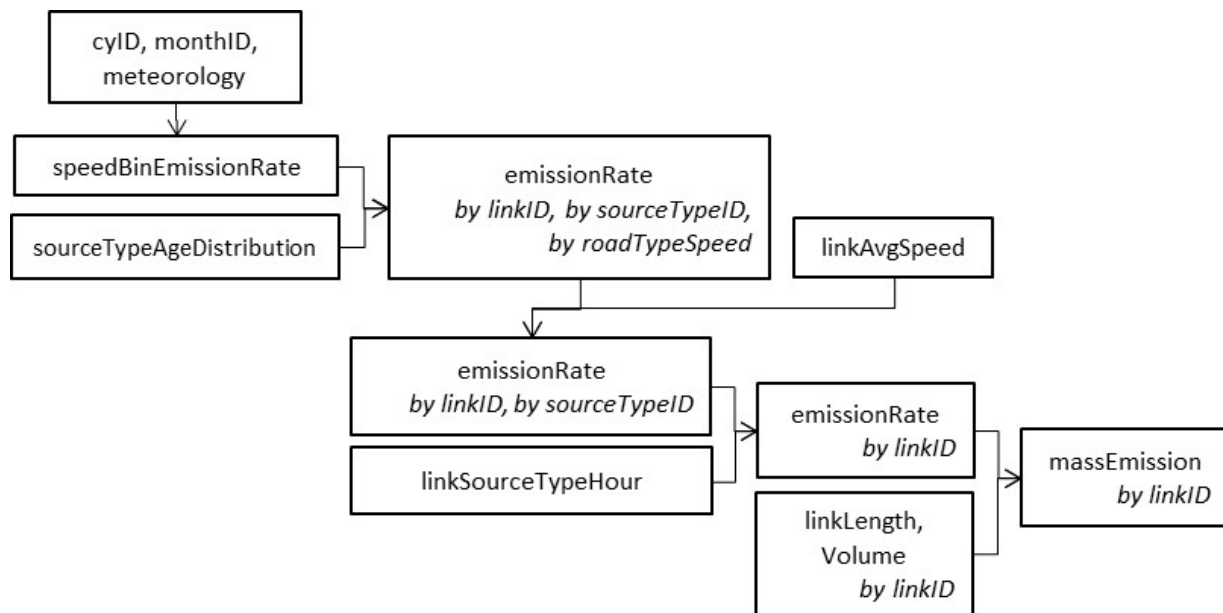 cyID, monthID,
meteorology
speedBinEmissionRate
sourceTypeAgeDistribution
emissionRate
by linkID, by sourceTypeID,
by roadTypeSpeed
linkAvgSpeed
emissionRate
by linkID, by sourceTypeID
linkSourceTypeHour
emissionRate
by linkID
linkLength,
Volume
by linkID
massEmission
by linkID